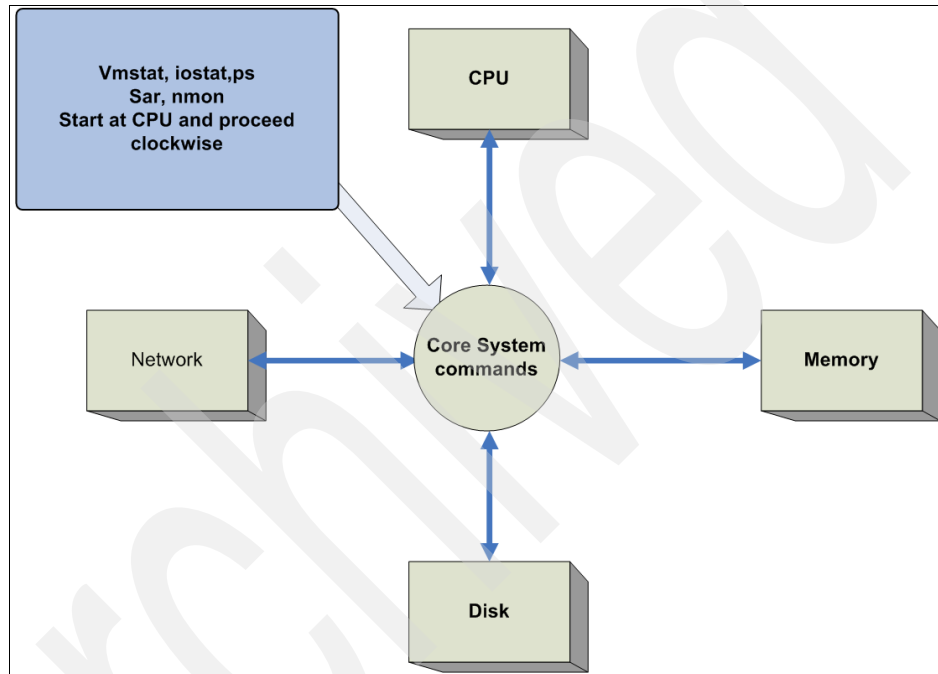 Vmstat, iostat,ps
Sar, nmon
Start at CPU and proceed
clockwise
CPU
Network
Core System
commands
Memory
Disk